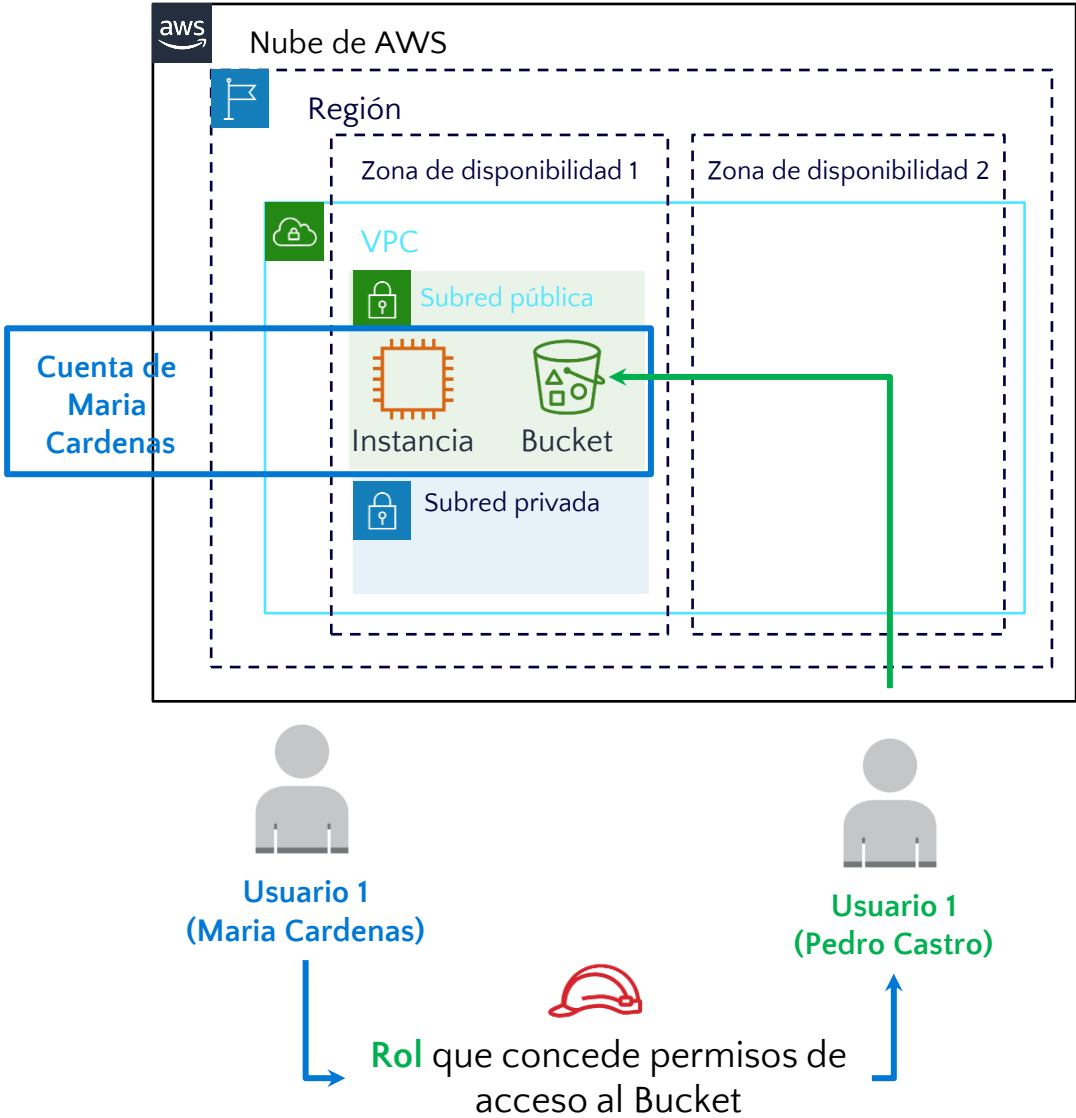 aws
Nube de AWS
Región
Zona de disponibilidad 1
Zona de disponibilidad 2
VPC
Subred pública
Cuenta de
Maria
Cardenas
Instancia
Bucket
Subred privada
Usuario 1
(Maria Cardenas)
Usuario 1
(Pedro Castro)
Rol que concede permisos de
acceso al Bucket